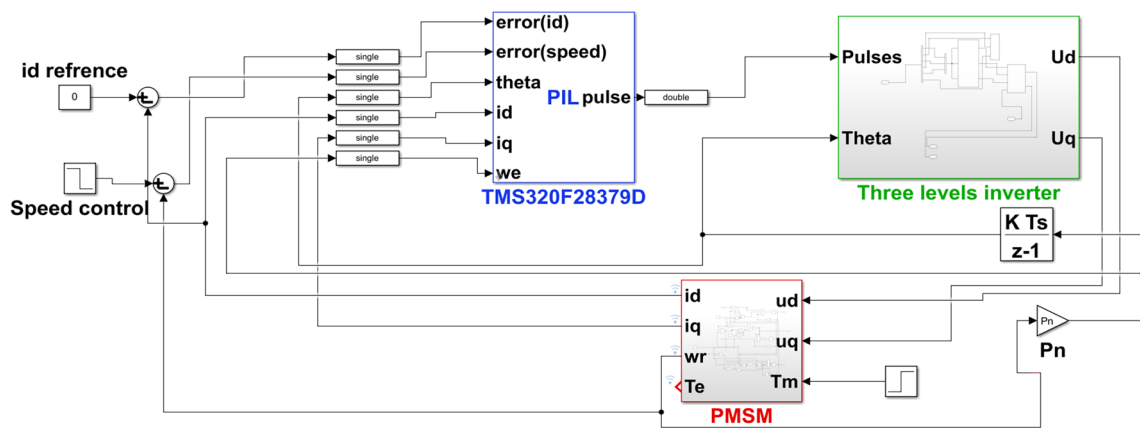 error(id)
error(speed)
theta
id
iq
we
PIL pulse
TMS320F28379D
single
single
single
single
single
single
double
id refrence
0
Speed control
Pulses
Theta
Ud
Uq
Three levels inverter
K Ts
z-1
id
iq
wr
Te
ud
uq
Tm
PMSM
Pn
Pn